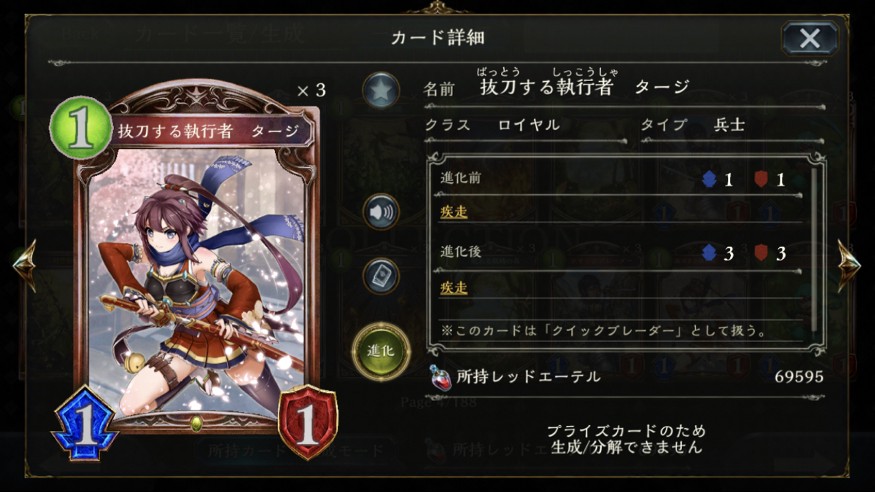 カード詳細
× 3
1
抜刀する執行者 タージ
1
1
進化
ばっとう しっこうしゃ
名前 抜刀する執行者 タージ
クラス ロイヤル タイプ 兵士
進化前 1 1
疾走
進化後 3 3
疾走
※このカードは「クイックブレーダー」として扱う。
所持レッドエーテル 69595
プライズカードのため
生成/分解できません